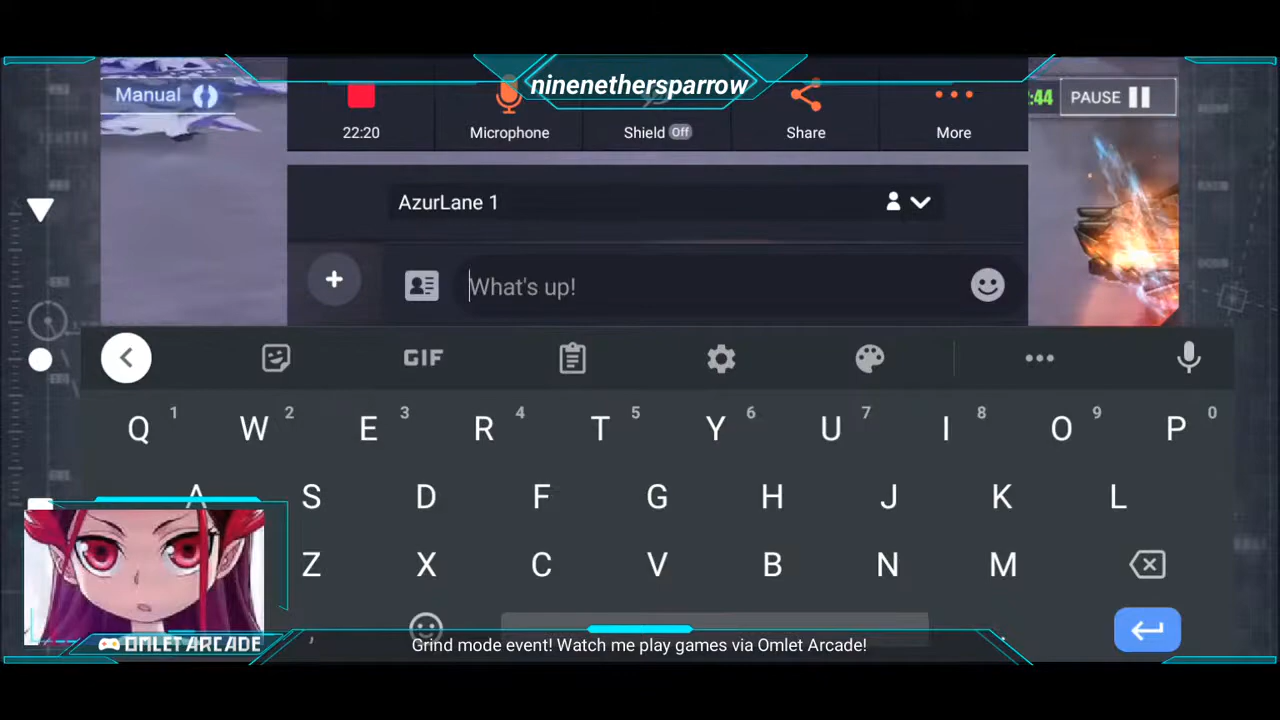 ninenethersparrow
Manual
:44 PAUSE
22:20 Microphone Shield Off Share More
AzurLane 1
What's up!
GIF
Q 1 W 2 E 3 R 4 T 5 Y 6 U 7 I 8 O 9 P 0
A S D F G H J K L
Z X C V B N M
OMLET ARCADE
Grind mode event! Watch me play games via Omlet Arcade!